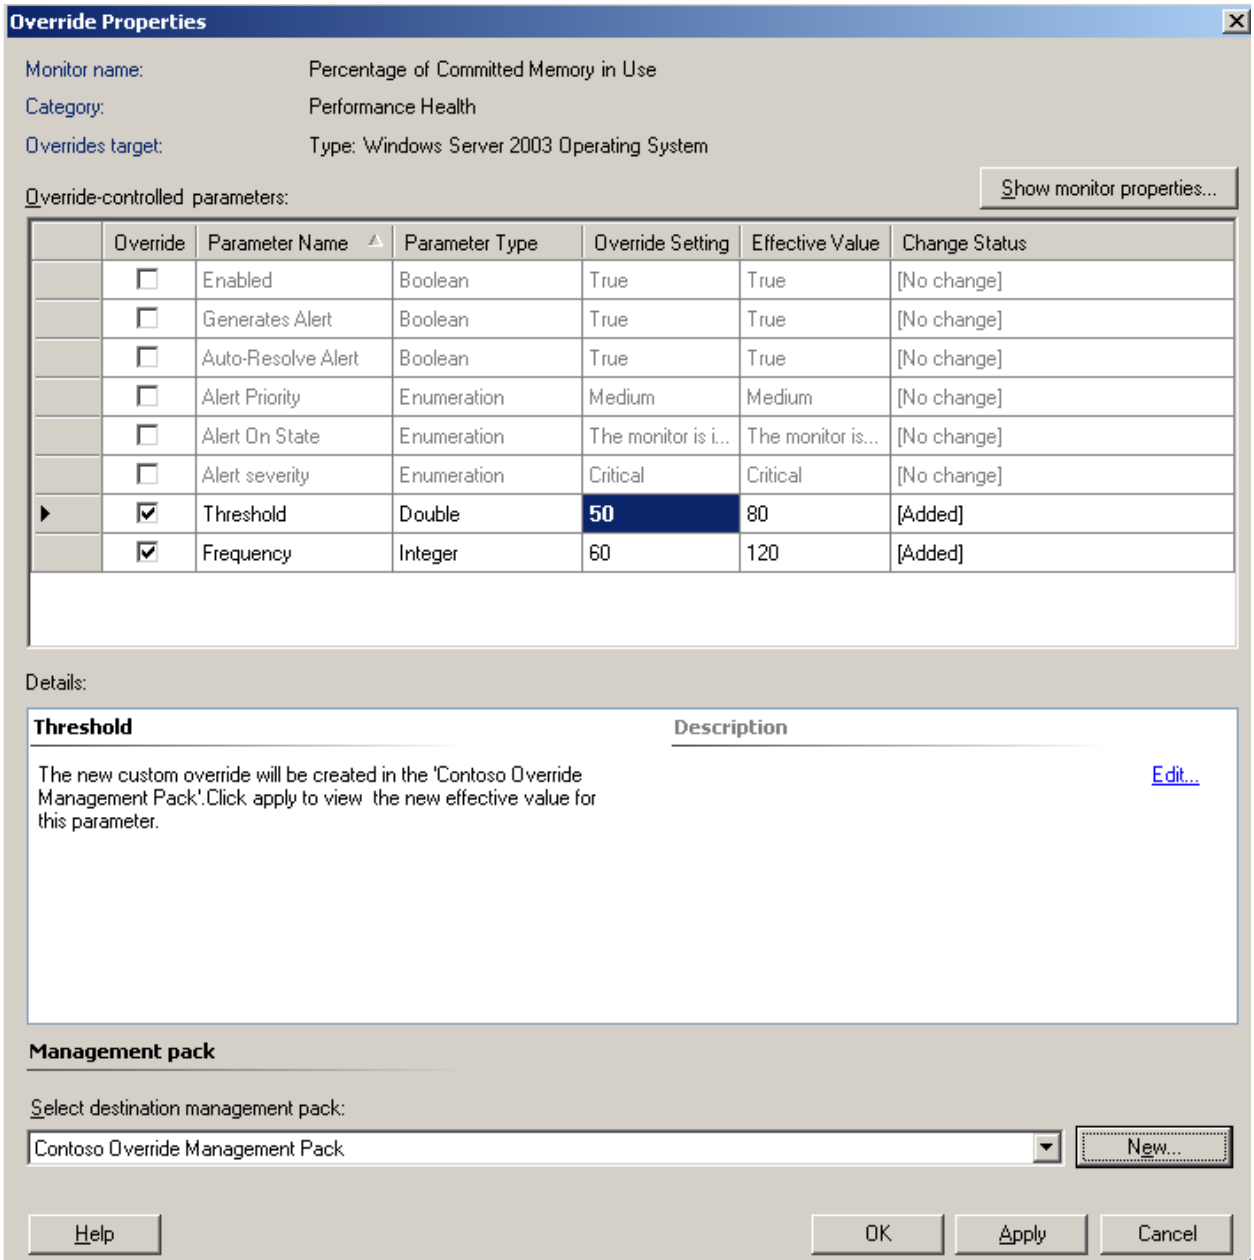 Override Properties
Monitor name: Percentage of Committed Memory in Use
Category: Performance Health
Overrides target: Type: Windows Server 2003 Operating System
Show monitor properties...
Override-controlled parameters:
Override Parameter Name Parameter Type Override Setting Effective Value Change Status
Enabled Boolean True True [No change]
Generates Alert Boolean True True [No change]
Auto-Resolve Alert Boolean True True [No change]
Alert Priority Enumeration Medium Medium [No change]
Alert On State Enumeration The monitor is i... The monitor is... [No change]
Alert severity Enumeration Critical Critical [No change]
Threshold Double 50 80 [Added]
Frequency Integer 60 120 [Added]
Details:
Threshold Description
The new custom override will be created in the 'Contoso Override Edit...
Management Pack'.Click apply to view the new effective value for
this parameter.
Management pack
Select destination management pack:
Contoso Override Management Pack New...
Help OK Apply Cancel